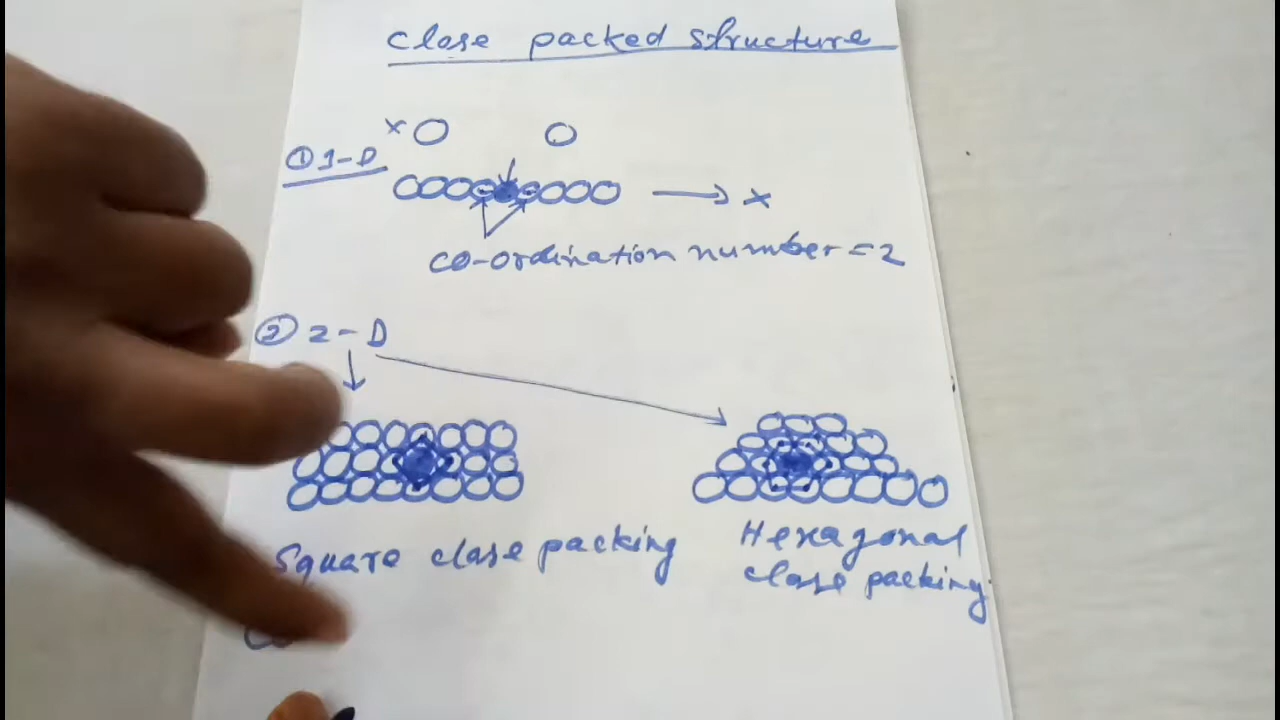 close packed structure
x
① 1-D
→ x
co-ordination number = 2
② 2-D
Square close packing
Hexagonal
close packing